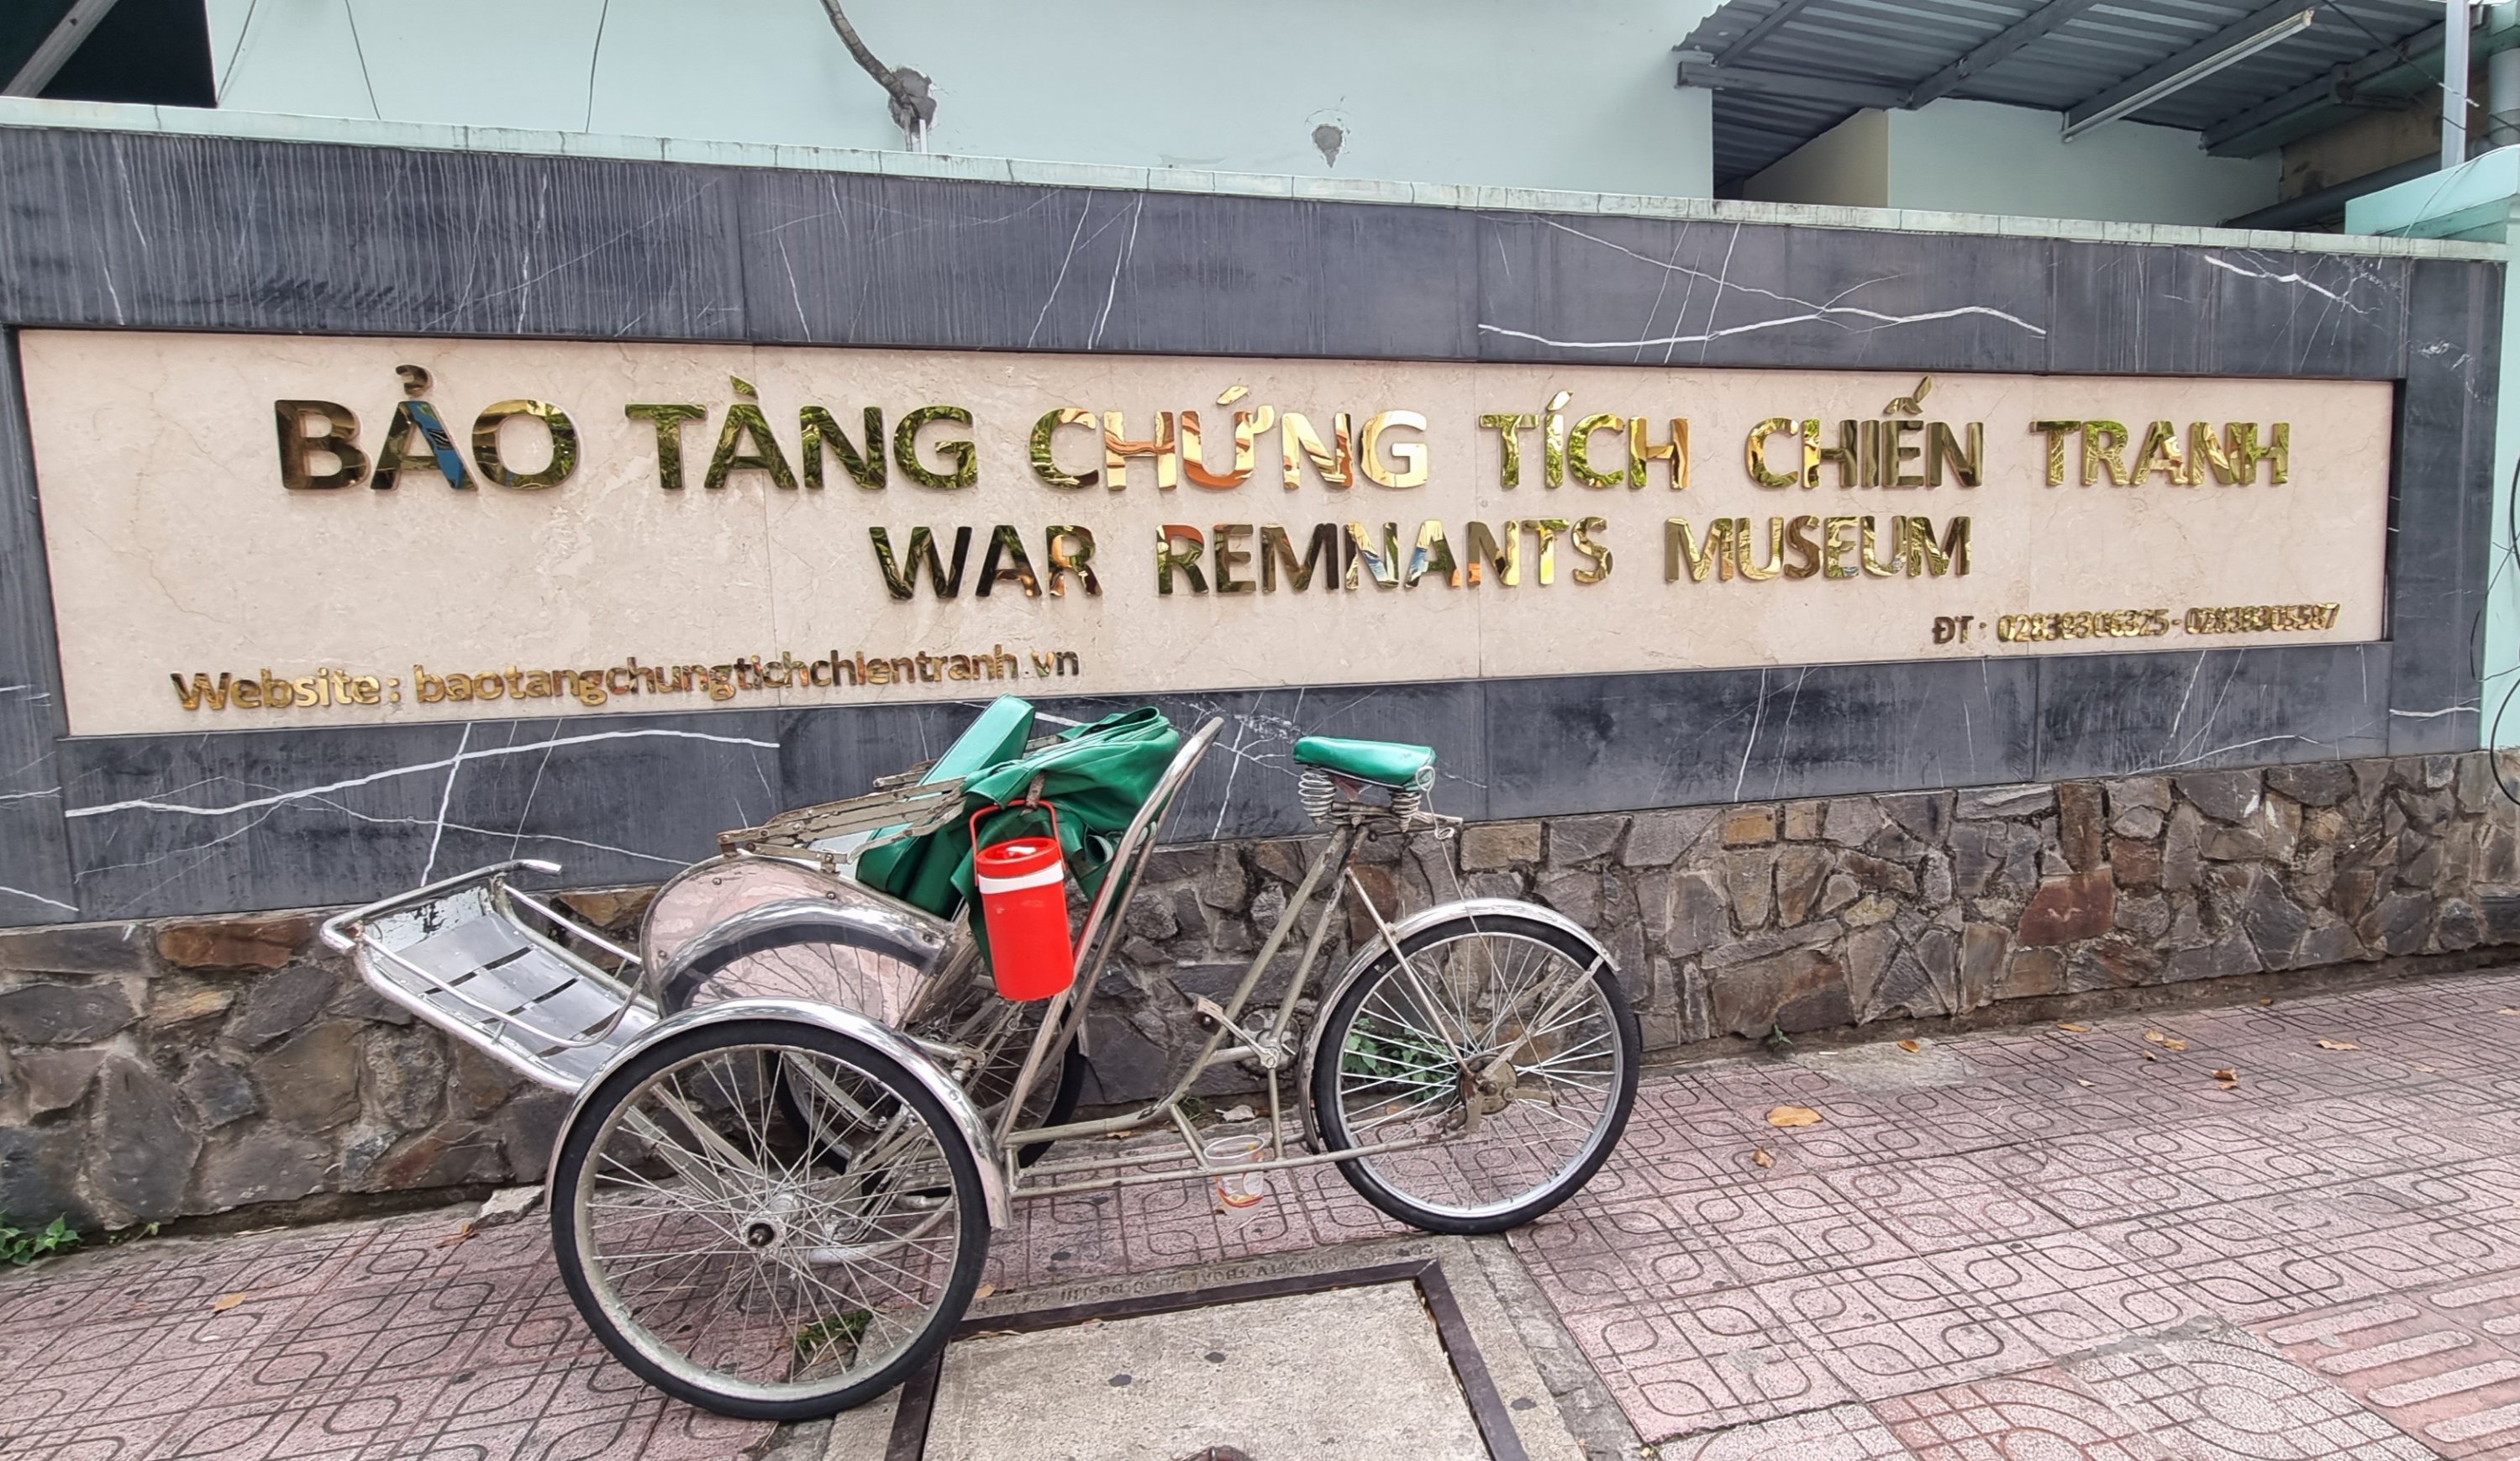 BẢO TÀNG CHỨNG TÍCH CHIẾN TRANH
WAR REMNANTS MUSEUM
ĐT : 02839306325 - 02839305587
Website : baotangchungtichchientranh.vn